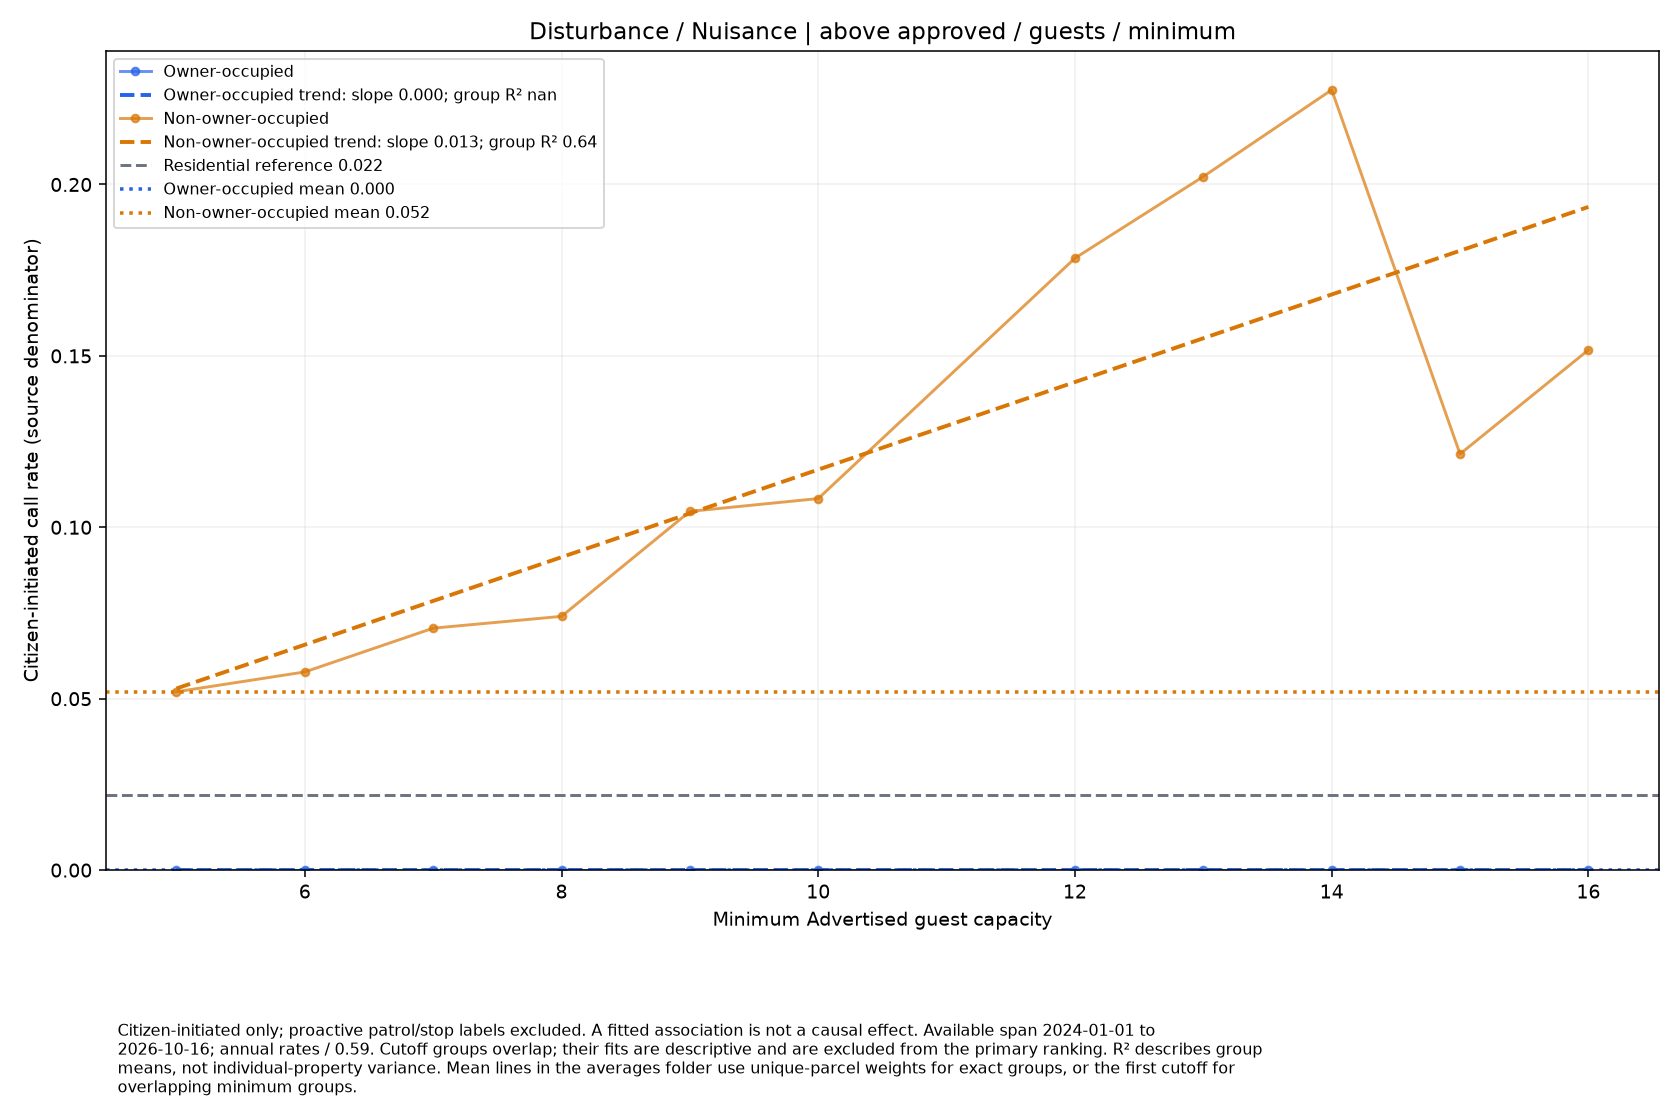 Disturbance / Nuisance | above approved / guests / minimum
Owner-occupied
Owner-occupied trend: slope 0.000; group R² nan
Non-owner-occupied
Non-owner-occupied trend: slope 0.013; group R² 0.64
Residential reference 0.022
Owner-occupied mean 0.000
Non-owner-occupied mean 0.052
Citizen-initiated call rate (source denominator)
0.20
0.15
0.10
0.05
0.00
6 8 10 12 14 16
Minimum Advertised guest capacity
Citizen-initiated only; proactive patrol/stop labels excluded. A fitted association is not a causal effect. Available span 2024-01-01 to
2026-10-16; annual rates / 0.59. Cutoff groups overlap; their fits are descriptive and are excluded from the primary ranking. R² describes group
means, not individual-property variance. Mean lines in the averages folder use unique-parcel weights for exact groups, or the first cutoff for
overlapping minimum groups.